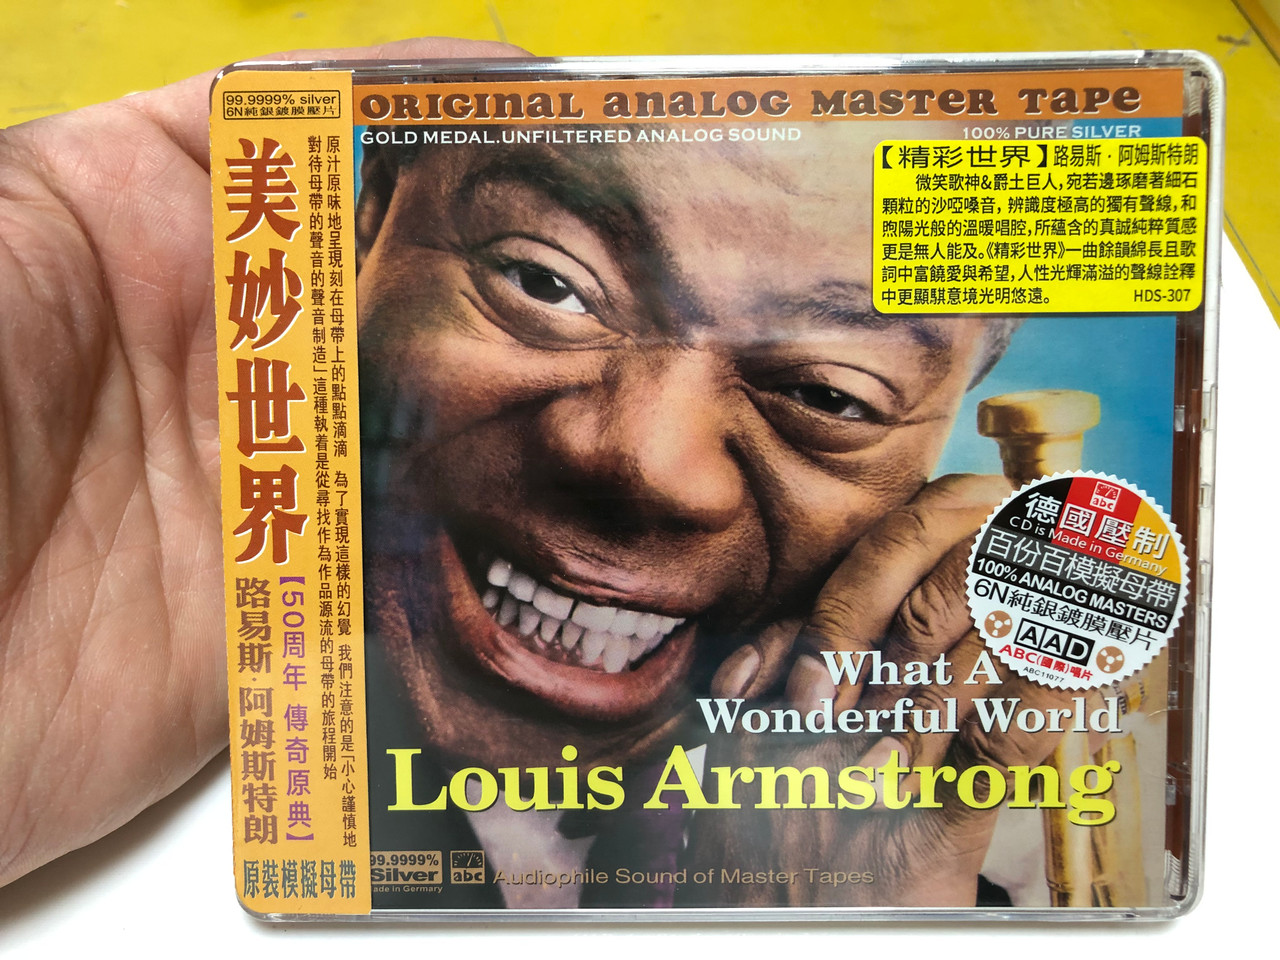 99.9999% silver
6N純銀鍍膜壓片
美妙世界
路易斯·阿姆斯特朗
【50周年 傳奇原典】
原汁原味地呈現刻在母帶上的點點滴滴 為了實現這樣的幻覺 我們注意的是「小心謹慎地
對待母帶的聲音的聲音制造」這種執着是從尋找作為作品源流的母帶的旅程開始
原裝模擬母帶
ORIGINAL ANALOG MASTER TAPE
GOLD MEDAL.UNFILTERED ANALOG SOUND
100% PURE SILVER
【精彩世界】路易斯·阿姆斯特朗
微笑歌神&爵士巨人，宛若邊琢磨著細石
顆粒的沙啞嗓音，辨識度極高的獨有聲線，和
煦陽光般的溫暖唱腔，所蘊含的真誠純粹質感
更是無人能及。《精彩世界》一曲餘韻綿長且歌
詞中富饒愛與希望，人性光輝滿溢的聲線詮釋
中更顯騏意境光明悠遠。
HDS-307
abc
德國壓制
CD is Made in Germany
百份百模擬母帶
100% ANALOG MASTERS
6N純銀鍍膜壓片
AAD
ABC(國際)唱片
ABC11077
What A
Wonderful World
Louis Armstrong
99.9999%
Silver
ade in Germany
abc
Audiophile Sound of Master Tapes